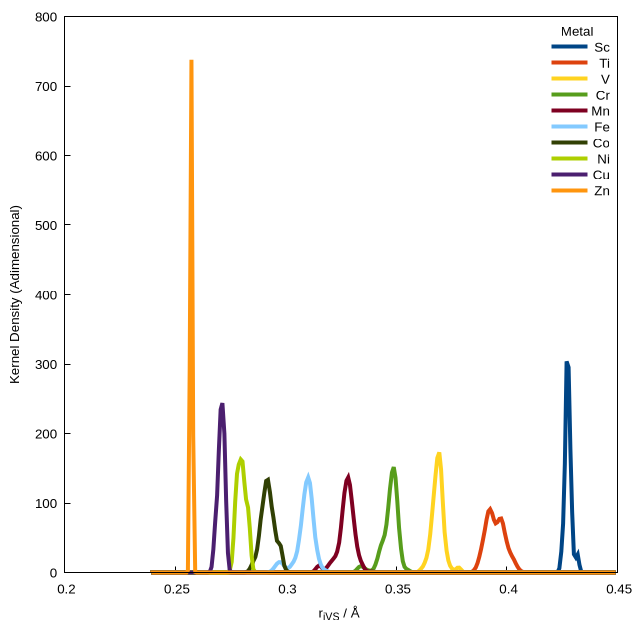 800
700
600
500
400
300
200
100
0
Kernel Density (Adimensional)
0.2 0.25 0.3 0.35 0.4 0.45
r_iVS / Å
Metal
Sc
Ti
V
Cr
Mn
Fe
Co
Ni
Cu
Zn